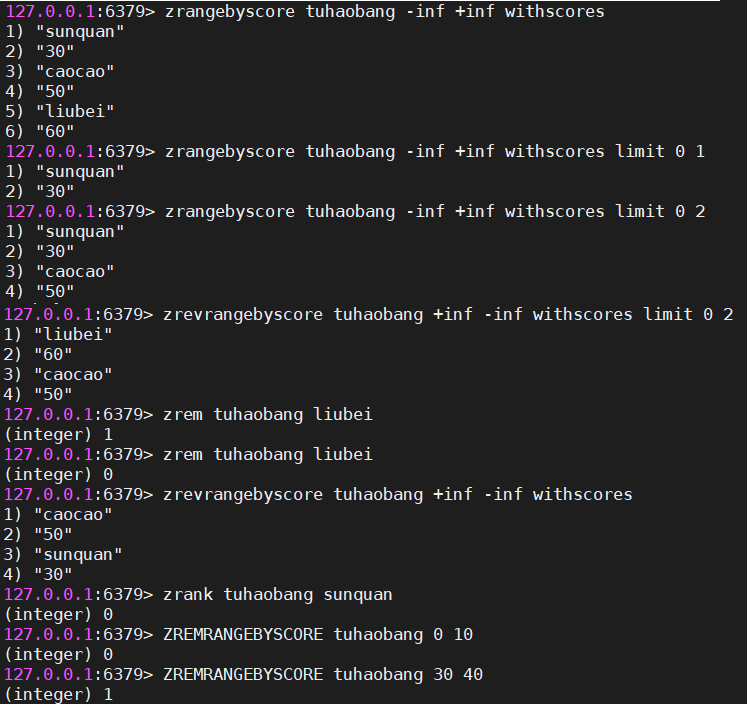 127.0.0.1:6379> zrangebyscore tuhaobang -inf +inf withscores
1) "sunquan"
2) "30"
3) "caocao"
4) "50"
5) "liubei"
6) "60"
127.0.0.1:6379> zrangebyscore tuhaobang -inf +inf withscores limit 0 1
1) "sunquan"
2) "30"
127.0.0.1:6379> zrangebyscore tuhaobang -inf +inf withscores limit 0 2
1) "sunquan"
2) "30"
3) "caocao"
4) "50"
127.0.0.1:6379> zrevrangebyscore tuhaobang +inf -inf withscores limit 0 2
1) "liubei"
2) "60"
3) "caocao"
4) "50"
127.0.0.1:6379> zrem tuhaobang liubei
(integer) 1
127.0.0.1:6379> zrem tuhaobang liubei
(integer) 0
127.0.0.1:6379> zrevrangebyscore tuhaobang +inf -inf withscores
1) "caocao"
2) "50"
3) "sunquan"
4) "30"
127.0.0.1:6379> zrank tuhaobang sunquan
(integer) 0
127.0.0.1:6379> ZREMRANGEBYSCORE tuhaobang 0 10
(integer) 0
127.0.0.1:6379> ZREMRANGEBYSCORE tuhaobang 30 40
(integer) 1